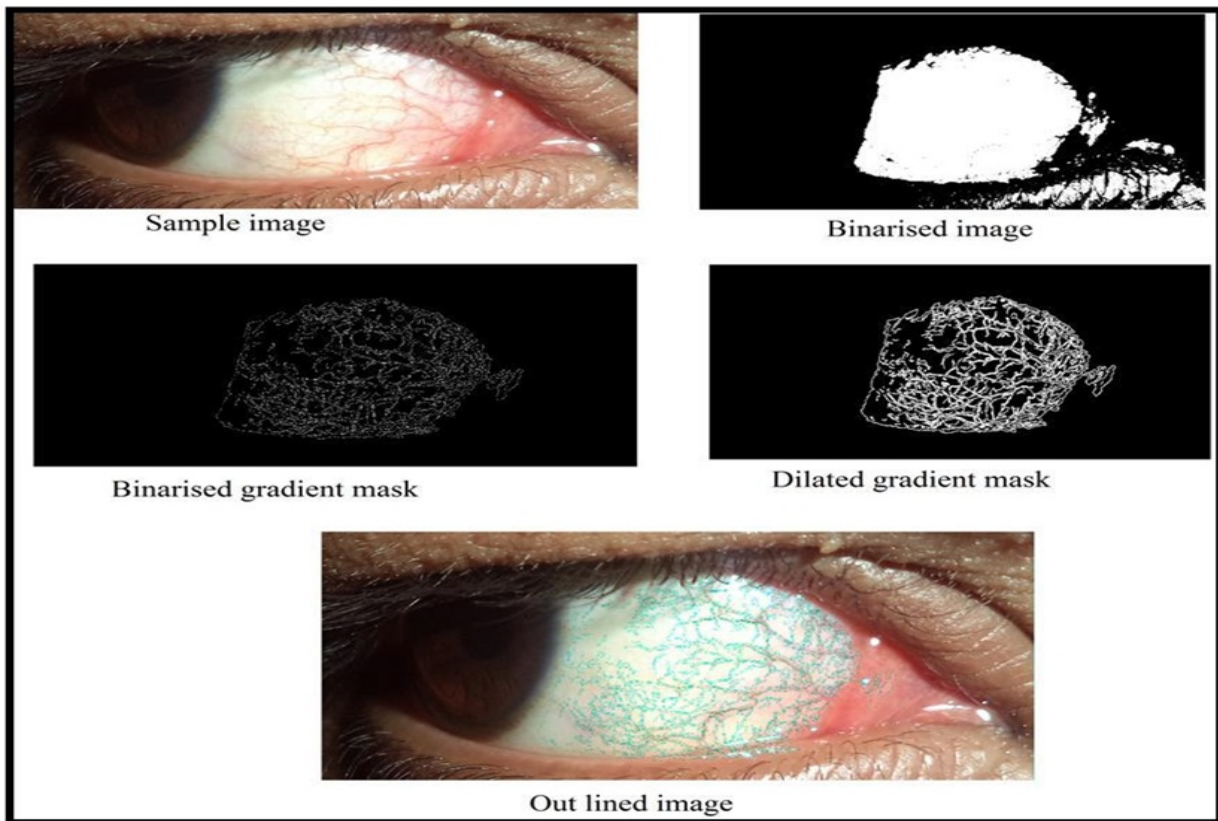 Sample image
Binarised image
Binarised gradient mask
Dilated gradient mask
Out lined image